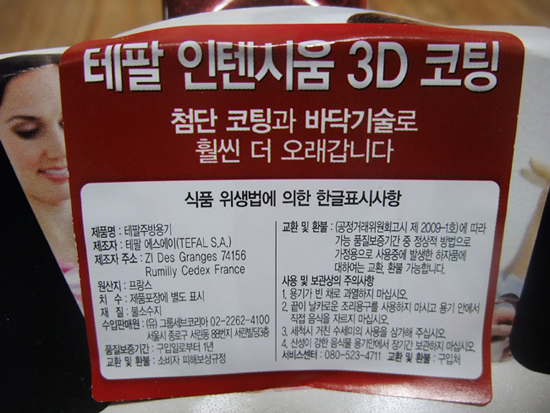 테팔 인텐시움 3D 코팅
첨단 코팅과 바닥기술로
훨씬 더 오래갑니다
식품 위생법에 의한 한글표시사항
제품명 : 테팔주방용기
제조자 : 테팔 에스에이(TEFAL S.A,)
제조자 주소 : ZI Des Granges 74156
Rumilly Cedex France
원산지 : 프랑스
치 수 : 제품포장에 별도 표시
재 질 : 불소수지
수입판매원 : (유) 그룹세브코리아 02-2262-4100
서울시 종로구 서린동 88번지 서린빌딩3층
품질보증기간 : 구입일로부터 1년
교환 및 환불 : 소비자 피해보상규정
교환 및 환불 : (공정거래위원회고시 제 2009-1호)에 따라
가능 품질보증기간 중 정상적 방법으로
가정용으로 사용중에 발생한 하자품에
대하여는 교환, 환불 가능합니다.
사용 및 보관상의 주의사항
1. 용기가 빈 채로 과열하지 마십시오.
2. 끝이 날카로운 조리용구를 사용하지 마시고 용기 안에서
직접 음식을 자르지 마십시오.
3. 세척시 거친 수세미의 사용을 삼가해 주십시오.
4. 산성이 강한 음식물 용기안에서 장기간 보관하지 마십시오.
서비스센터 : 080-523-4711 교환 및 환불 : 구입처